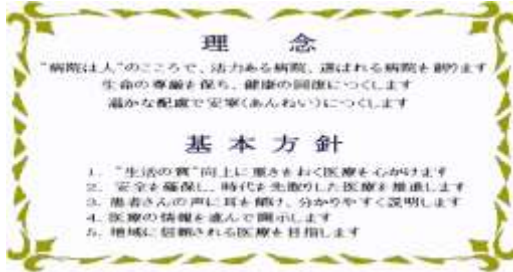 理念
“病院は人”のこころで、活力ある病院、選ばれる病院を創ります
生命の尊厳を保ち、健康の回復につくします
温かな配慮で安寧(あんねい)につくします
基本方針
1. “生活の質”向上に重きをおく医療を心がけます
2. 安全を確保し、時代を先取りした医療を推進します
3. 患者さんの声に耳を傾け、分かりやすく説明します
4. 医療の情報を進んで開示します
5. 地域に信頼される医療を目指します